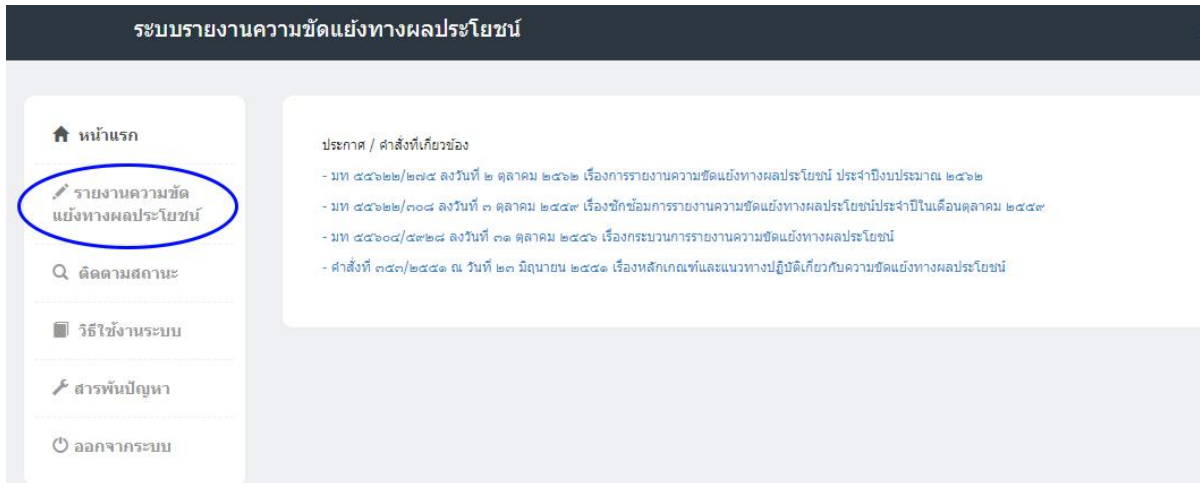 ระบบรายงานความขัดแย้งทางผลประโยชน์
หน้าแรก
รายงานความขัด
แย้งทางผลประโยชน์
ติดตามสถานะ
วิธีใช้งานระบบ
สารพันปัญหา
ออกจากระบบ
ประกาศ / คำสั่งที่เกี่ยวข้อง
- มท ๕๕๖๒๒/๒๗๕ ลงวันที่ ๒ ตุลาคม ๒๕๖๒ เรื่องการรายงานความขัดแย้งทางผลประโยชน์ ประจำปีงบประมาณ ๒๕๖๒
- มท ๕๕๖๒๒/๓๐๘ ลงวันที่ ๓ ตุลาคม ๒๕๕๙ เรื่องซักซ้อมการรายงานความขัดแย้งทางผลประโยชน์ประจำปีในเดือนตุลาคม ๒๕๕๙
- มท ๕๕๖๐๔/๕๙๒๘ ลงวันที่ ๓๑ ตุลาคม ๒๕๕๖ เรื่องกระบวนการรายงานความขัดแย้งทางผลประโยชน์
- คำสั่งที่ ๓๕๓/๒๕๕๑ ณ วันที่ ๒๓ มิถุนายน ๒๕๕๑ เรื่องหลักเกณฑ์และแนวทางปฏิบัติเกี่ยวกับความขัดแย้งทางผลประโยชน์